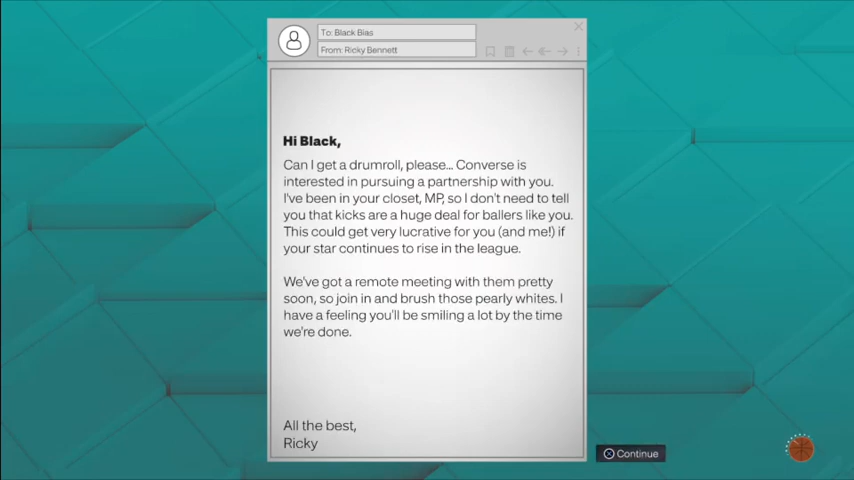 To: Black Bias
From: Ricky Bennett
Hi Black,
Can I get a drumroll, please... Converse is
interested in pursuing a partnership with you.
I've been in your closet, MP, so I don't need to tell
you that kicks are a huge deal for ballers like you.
This could get very lucrative for you (and me!) if
your star continues to rise in the league.
We've got a remote meeting with them pretty
soon, so join in and brush those pearly whites. I
have a feeling you'll be smiling a lot by the time
we're done.
All the best,
Ricky
Continue